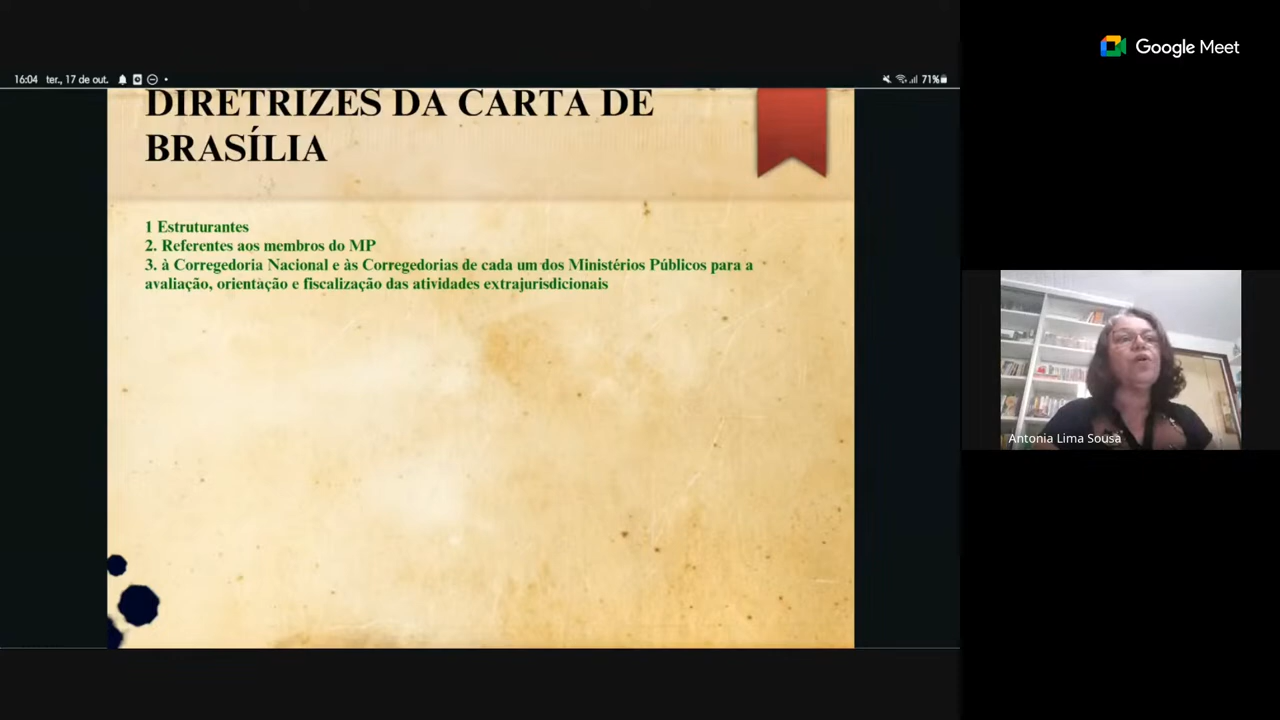 Google Meet
16:04 ter., 17 de out.
71%
DIRETRIZES DA CARTA DE
BRASÍLIA
1 Estruturantes
2. Referentes aos membros do MP
3. à Corregedoria Nacional e às Corregedorias de cada um dos Ministérios Públicos para a
avaliação, orientação e fiscalização das atividades extrajurisdicionais
Antonia Lima Sousa